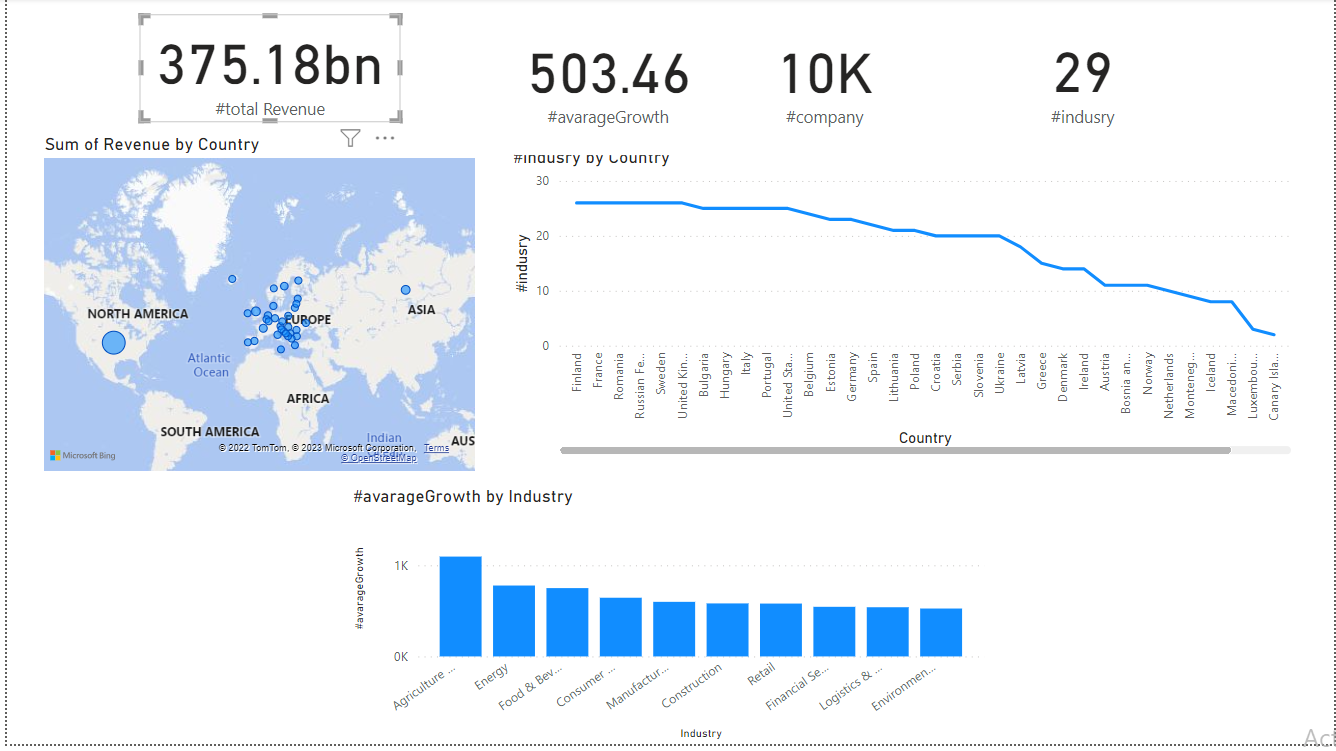 375.18bn
#total Revenue
503.46
#avarageGrowth
10K
#company
29
#indusry
Sum of Revenue by Country
NORTH AMERICA
EUROPE
ASIA
Atlantic
Ocean
AFRICA
SOUTH AMERICA
Indian
AUS
© 2022 TomTom, © 2023 Microsoft Corporation, Terms
© OpenStreetMap
Microsoft Bing
#indusry by Country
#indusry
30
20
10
0
Finland
France
Romania
Russian Fe...
Sweden
United Kin...
Bulgaria
Hungary
Italy
Portugal
United Sta...
Belgium
Estonia
Germany
Spain
Lithuania
Poland
Croatia
Serbia
Slovenia
Ukraine
Latvia
Greece
Denmark
Ireland
Austria
Bosnia an...
Norway
Netherlands
Monteneg...
Iceland
Macedoni...
Luxembou...
Canary Isla...
Country
#avarageGrowth by Industry
#avarageGrowth
1K
0K
Agriculture ...
Energy
Food & Bev...
Consumer ...
Manufactur...
Construction
Retail
Financial Se...
Logistics & ...
Environmen...
Industry